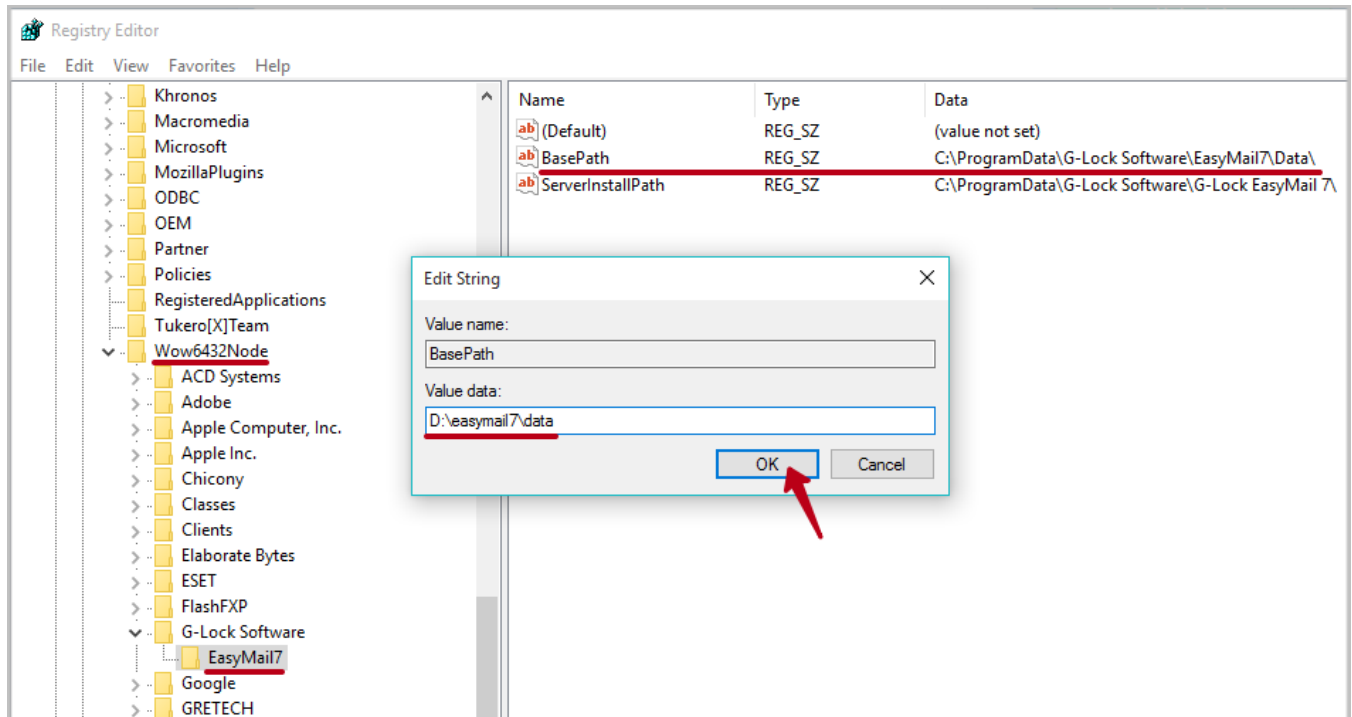 Registry Editor
File Edit View Favorites Help
Khronos
Macromedia
Microsoft
MozillaPlugins
ODBC
OEM
Partner
Policies
RegisteredApplications
Tukero[X]Team
Wow6432Node
ACD Systems
Adobe
Apple Computer, Inc.
Apple Inc.
Chicony
Classes
Clients
Elaborate Bytes
ESET
FlashFXP
G-Lock Software
EasyMail7
Google
GRETECH
Name Type Data
ab (Default) REG_SZ (value not set)
ab BasePath REG_SZ C:\ProgramData\G-Lock Software\EasyMail7\Data\
ab ServerInstallPath REG_SZ C:\ProgramData\G-Lock Software\G-Lock EasyMail 7\
Edit String
Value name:
BasePath
Value data:
D:\easymail7\data
OK Cancel